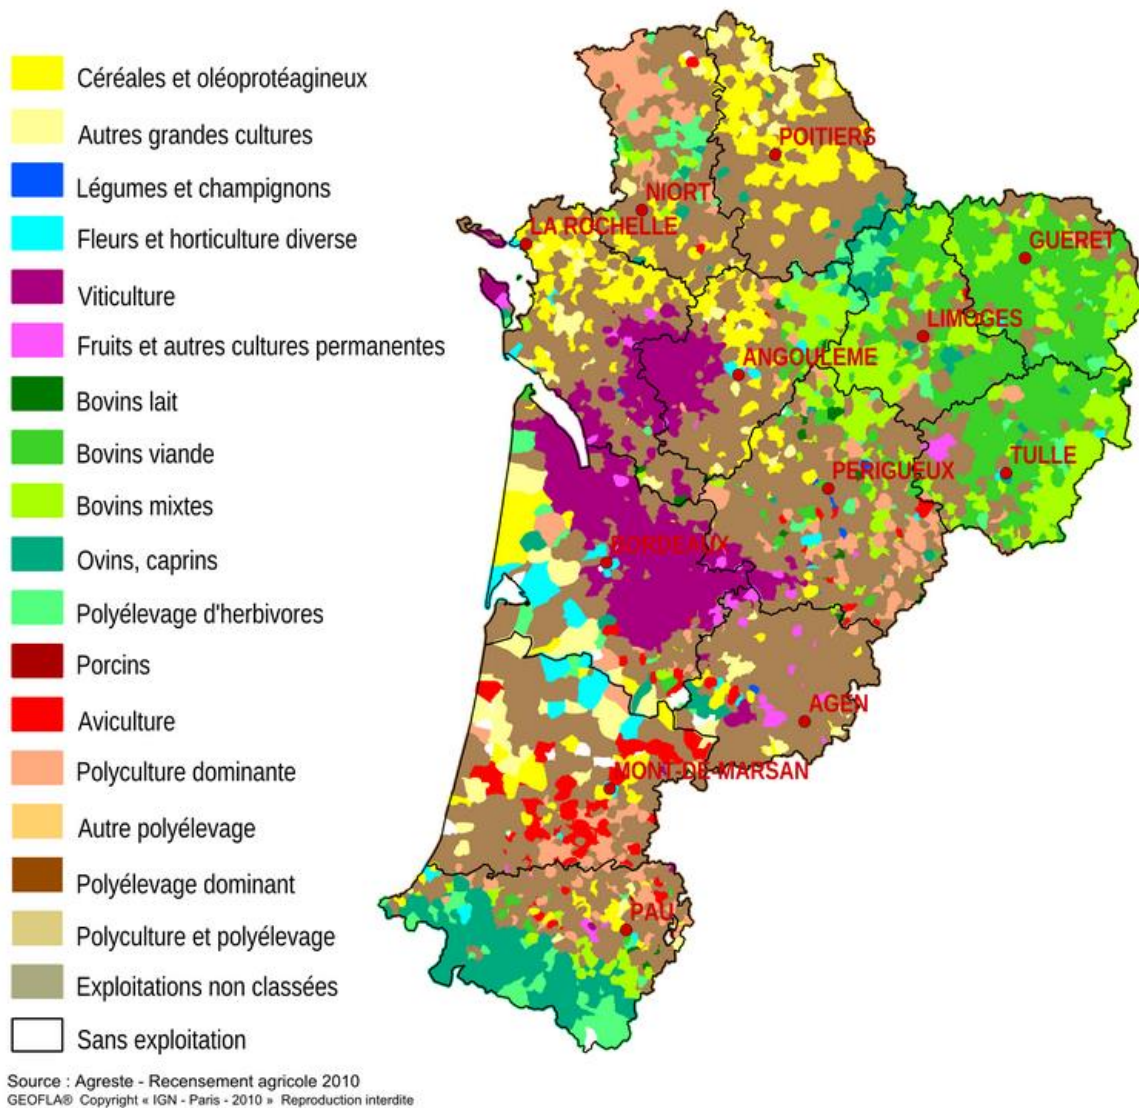 Céréales et oléoprotéagineux
Autres grandes cultures
Légumes et champignons
Fleurs et horticulture diverse
Viticulture
Fruits et autres cultures permanentes
Bovins lait
Bovins viande
Bovins mixtes
Ovins, caprins
Polyélevage d'herbivores
Porcins
Aviculture
Polyculture dominante
Autre polyélevage
Polyélevage dominant
Polyculture et polyélevage
Exploitations non classées
Sans exploitation
POITIERS
NIORT
LA ROCHELLE
GUERET
LIMOGES
ANGOULEME
TULLE
PERIGUEUX
BORDEAUX
AGEN
MONT-DE-MARSAN
PAU
Source : Agreste - Recensement agricole 2010
GEOFLA® Copyright « IGN - Paris - 2010 » Reproduction interdite